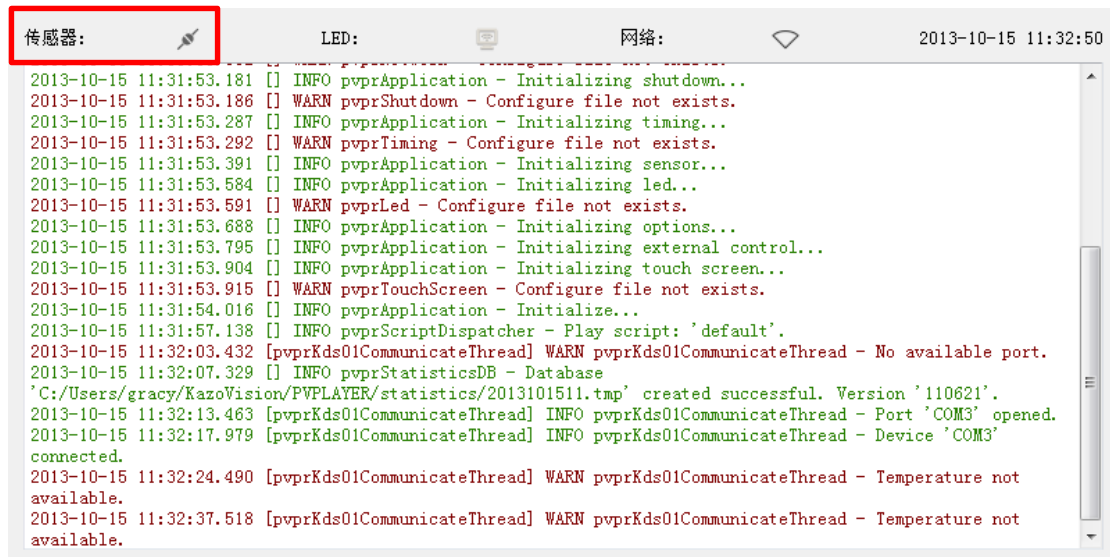 传感器: LED: 网络: 2013-10-15 11:32:50
2013-10-15 11:31:53.181 [] INFO pvprApplication - Initializing shutdown...
2013-10-15 11:31:53.186 [] WARN pvprShutdown - Configure file not exists.
2013-10-15 11:31:53.287 [] INFO pvprApplication - Initializing timing...
2013-10-15 11:31:53.292 [] WARN pvprTiming - Configure file not exists.
2013-10-15 11:31:53.391 [] INFO pvprApplication - Initializing sensor...
2013-10-15 11:31:53.584 [] INFO pvprApplication - Initializing led...
2013-10-15 11:31:53.591 [] WARN pvprLed - Configure file not exists.
2013-10-15 11:31:53.688 [] INFO pvprApplication - Initializing options...
2013-10-15 11:31:53.795 [] INFO pvprApplication - Initializing external control...
2013-10-15 11:31:53.904 [] INFO pvprApplication - Initializing touch screen...
2013-10-15 11:31:53.915 [] WARN pvprTouchScreen - Configure file not exists.
2013-10-15 11:31:54.016 [] INFO pvprApplication - Initialize...
2013-10-15 11:31:57.138 [] INFO pvprScriptDispatcher - Play script: 'default'.
2013-10-15 11:32:03.432 [pvprKds01CommunicateThread] WARN pvprKds01CommunicateThread - No available port.
2013-10-15 11:32:07.329 [] INFO pvprStatisticsDB - Database
'C:/Users/gracy/KazoVision/PVPLAYER/statistics/2013101511.tmp' created successful. Version '110621'.
2013-10-15 11:32:13.463 [pvprKds01CommunicateThread] INFO pvprKds01CommunicateThread - Port 'COM3' opened.
2013-10-15 11:32:17.979 [pvprKds01CommunicateThread] INFO pvprKds01CommunicateThread - Device 'COM3'
connected.
2013-10-15 11:32:24.490 [pvprKds01CommunicateThread] WARN pvprKds01CommunicateThread - Temperature not
available.
2013-10-15 11:32:37.518 [pvprKds01CommunicateThread] WARN pvprKds01CommunicateThread - Temperature not
available.